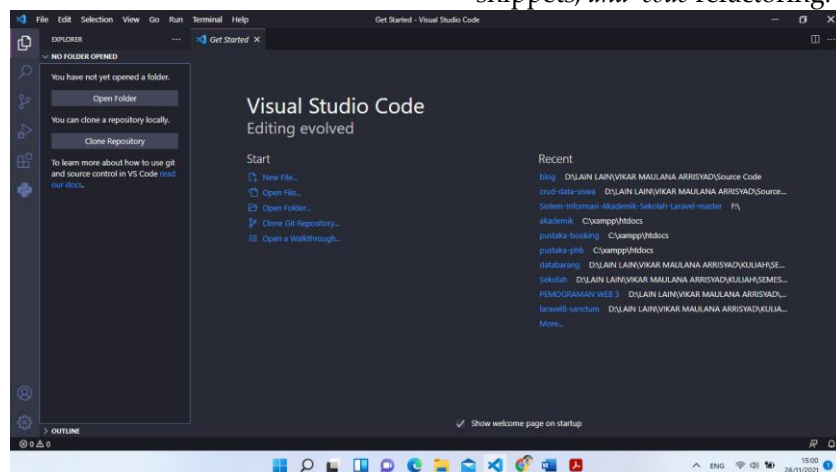 snippets, and code refactoring.
File Edit Selection View Go Run Terminal Help
Get Started - Visual Studio Code
EXPLORER
Get Started
NO FOLDER OPENED
You have not yet opened a folder.
Open Folder
You can clone a repository locally.
Clone Repository
To learn more about how to use git
and source control in VS Code read
our docs.
Visual Studio Code
Editing evolved
Start
New File...
Open File...
Open Folder...
Clone Git Repository...
Open a Walkthrough...
Recent
blog D:\LAIN LAIN\VIKAR MAULANA ARRISYAD\Source Code
crud-data-siswa D:\LAIN LAIN\VIKAR MAULANA ARRISYAD\Source...
Sistem-Informasi-Akademik-Sekolah-Laravel-master F:\
akademik C:\xampp\htdocs
pustaka-booking C:\xampp\htdocs
pustaka-phb C:\xampp\htdocs
databarang D:\LAIN LAIN\VIKAR MAULANA ARRISYAD\KULIAH\SE...
Sekolah D:\LAIN LAIN\VIKAR MAULANA ARRISYAD\KULIAH\SEMES...
PEMOGRAMAN WEB 3 D:\LAIN LAIN\VIKAR MAULANA ARRISYAD\...
laravel8-sanctum D:\LAIN LAIN\VIKAR MAULANA ARRISYAD\KULIA...
More...
Show welcome page on startup
OUTLINE
0 0
ENG
15:00
26/11/2021